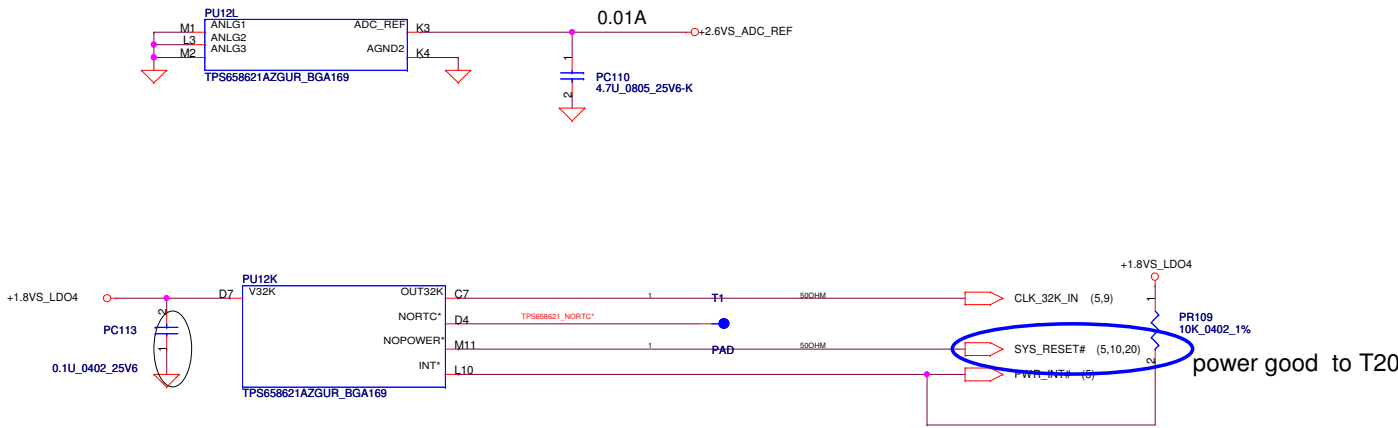 PU12L
0.01A
M1 ANLG1 ADC_REF K3
+2.6VS_ADC_REF
L3 ANLG2
M2 ANLG3 AGND2 K4
TPS658621AZGUR_BGA169
1
PC110
4.7U_0805_25V6-K
2
+1.8VS_LDO4
PU12K
+1.8VS_LDO4 D7 V32K OUT32K C7 1 T1 50OHM CLK_32K_IN (5,9) 1
2
NORTC* D4 TPS658621_NORTC*
PR109
10K_0402_1%
PC113
NOPOWER* M11 1 PAD 50OHM SYS_RESET# (5,10,20)
1
2
power good to T20
0.1U_0402_25V6
INT* L10 PWR_INT# (5)
TPS658621AZGUR_BGA169